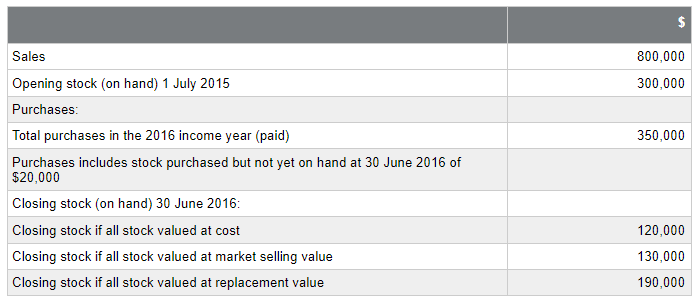 $
Sales 800,000
Opening stock (on hand) 1 July 2015 300,000
Purchases:
Total purchases in the 2016 income year (paid) 350,000
Purchases includes stock purchased but not yet on hand at 30 June 2016 of
$20,000
Closing stock (on hand) 30 June 2016:
Closing stock if all stock valued at cost 120,000
Closing stock if all stock valued at market selling value 130,000
Closing stock if all stock valued at replacement value 190,000